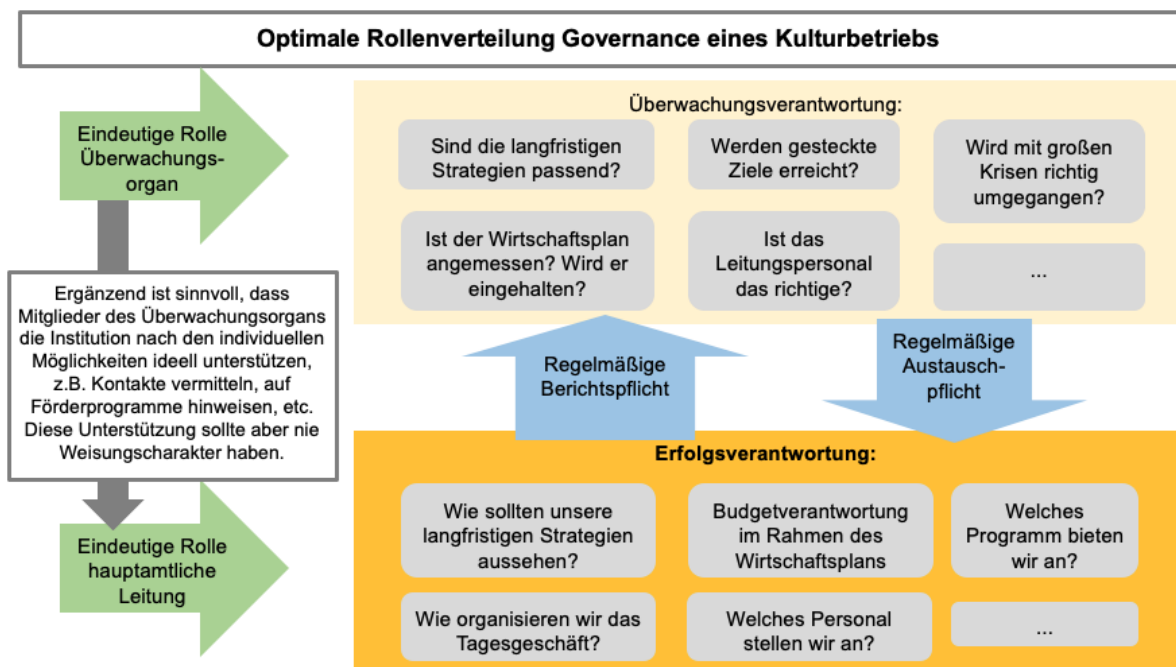 Optimale Rollenverteilung Governance eines Kulturbetriebs
Eindeutige Rolle
Überwachungs-
organ
Überwachungsverantwortung:
Sind die langfristigen
Strategien passend?
Werden gesteckte
Ziele erreicht?
Wird mit großen
Krisen richtig
umgegangen?
Ist der Wirtschaftsplan
angemessen? Wird er
eingehalten?
Ist das
Leitungspersonal
das richtige?
...
Ergänzend ist sinnvoll, dass
Mitglieder des Überwachungsorgans
die Institution nach den individuellen
Möglichkeiten ideell unterstützen,
z.B. Kontakte vermitteln, auf
Förderprogramme hinweisen, etc.
Diese Unterstützung sollte aber nie
Weisungscharakter haben.
Regelmäßige
Berichtspflicht
Regelmäßige
Austausch-
pflicht
Eindeutige Rolle
hauptamtliche
Leitung
Erfolgsverantwortung:
Wie sollten unsere
langfristigen Strategien
aussehen?
Budgetverantwortung
im Rahmen des
Wirtschaftsplans
Welches
Programm bieten
wir an?
Wie organisieren wir das
Tagesgeschäft?
Welches Personal
stellen wir an?
...